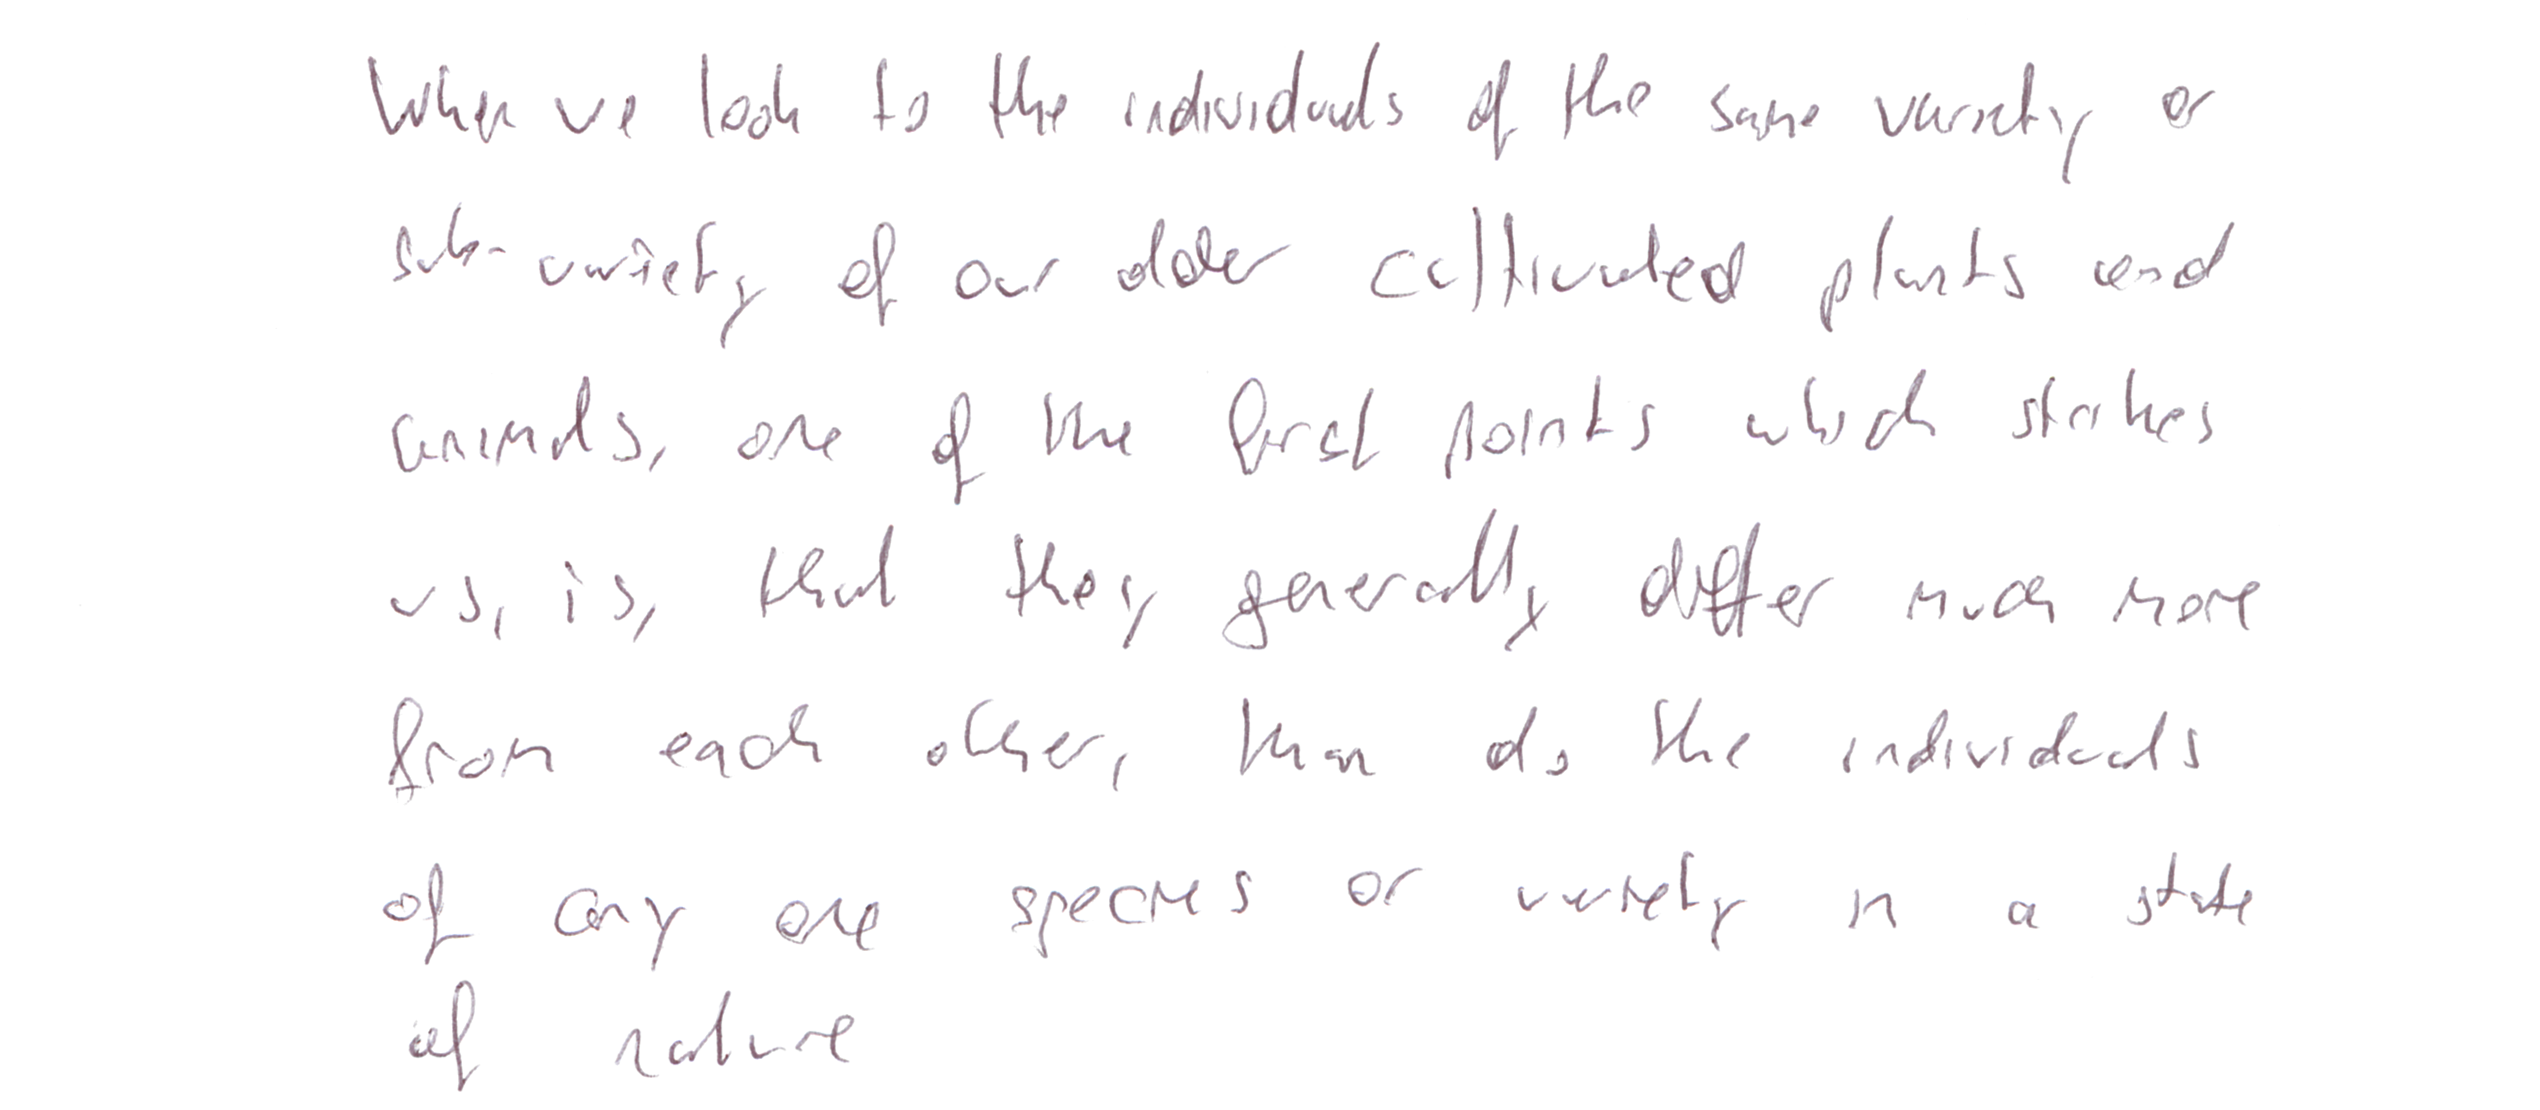 When we look to the individuals of the same variety or
sub-variety of our older cultivated plants and
animals, one of the first points which strikes
us, is, that they generally differ much more
from each other, than do the individuals
of any one species or variety in a state
of nature